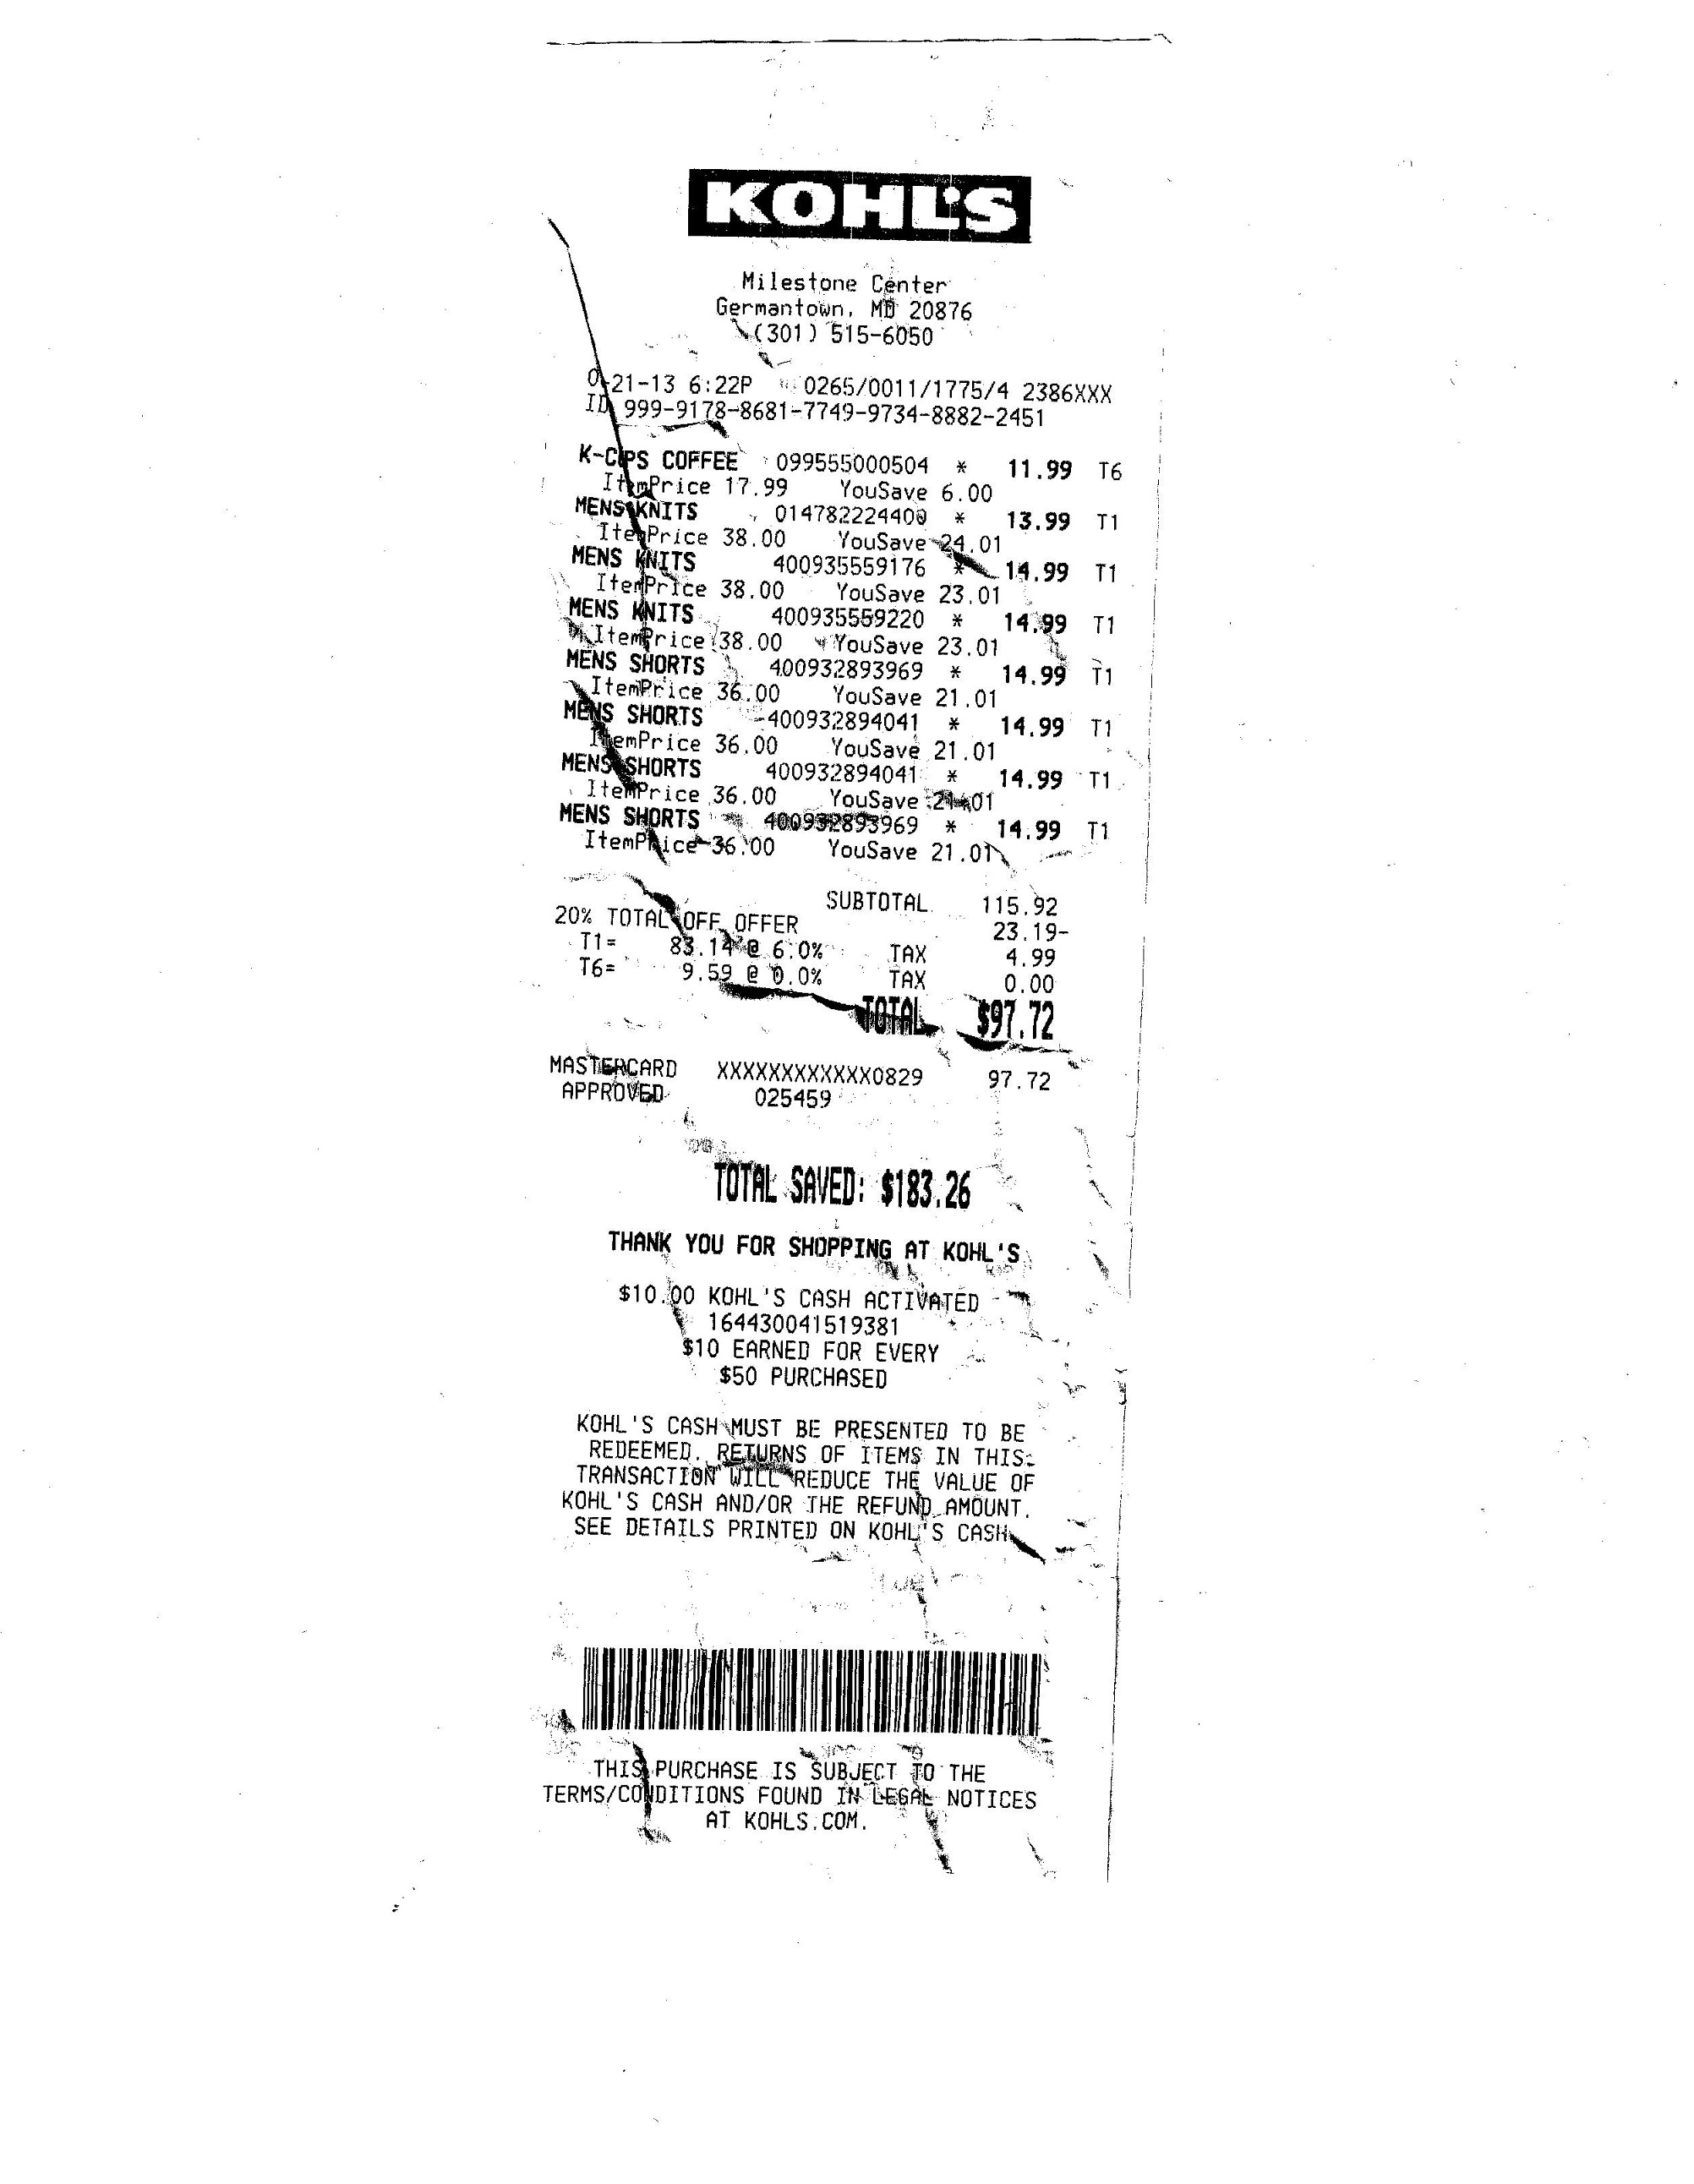 KOHL'S
Milestone Center
Germantown, MD 20876
(301) 515-6050
21-13 6:22P 0265/0011/1775/4 2386XXX
ID 999-9178-8681-7749-9734-8882-2451
K-CUPS COFFEE 099555000504 * 11.99 T6
ItemPrice 17.99 YouSave 6.00
MENS KNITS 014782224400 * 13.99 T1
ItemPrice 38.00 YouSave 24.01
MENS KNITS 400935559176 * 14.99 T1
ItemPrice 38.00 YouSave 23.01
MENS KNITS 400935559220 * 14.99 T1
ItemPrice 38.00 YouSave 23.01
MENS SHORTS 400932893969 * 14.99 T1
ItemPrice 36.00 YouSave 21.01
MENS SHORTS 400932894041 * 14.99 T1
ItemPrice 36.00 YouSave 21.01
MENS SHORTS 400932894041 * 14.99 T1
ItemPrice 36.00 YouSave 21.01
MENS SHORTS 400932893969 * 14.99 T1
ItemPrice 36.00 YouSave 21.01
SUBTOTAL 115.92
20% TOTAL OFF OFFER 23.19-
T1= 83.14 @ 6.0% TAX 4.99
T6= 9.59 @ 0.0% TAX 0.00
TOTAL $97.72
MASTERCARD XXXXXXXXXXXX0829 97.72
APPROVED 025459
TOTAL SAVED: $183.26
THANK YOU FOR SHOPPING AT KOHL'S
$10.00 KOHL'S CASH ACTIVATED
164430041519381
$10 EARNED FOR EVERY
$50 PURCHASED
KOHL'S CASH MUST BE PRESENTED TO BE
REDEEMED. RETURNS OF ITEMS IN THIS
TRANSACTION WILL REDUCE THE VALUE OF
KOHL'S CASH AND/OR THE REFUND AMOUNT.
SEE DETAILS PRINTED ON KOHL'S CASH
THIS PURCHASE IS SUBJECT TO THE
TERMS/CONDITIONS FOUND IN LEGAL NOTICES
AT KOHLS.COM.